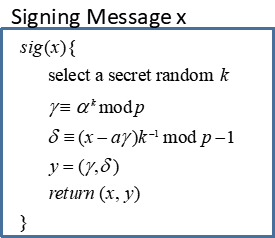 Signing Message x
sig(x){
select a secret random k
γ ≡ α^k mod p
δ ≡ (x − aγ)k^−1 mod p −1
y = (γ,δ)
return (x, y)
}